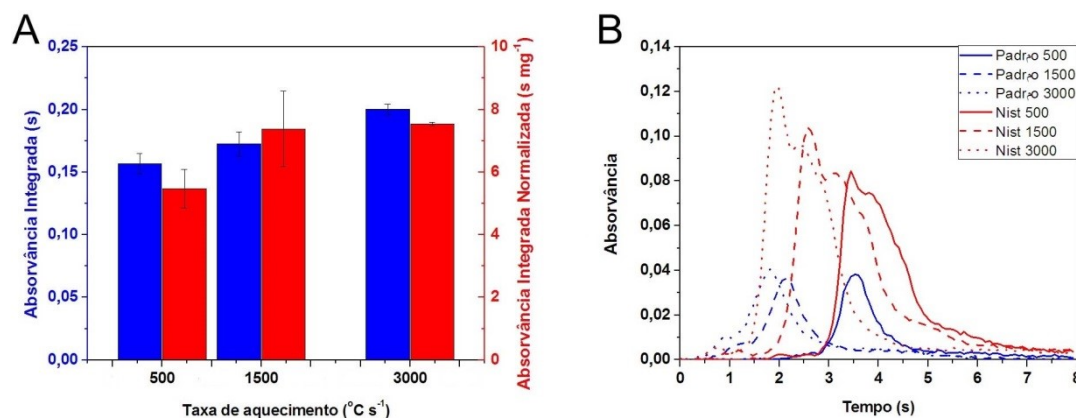 A
Absorvância Integrada (s)
0,25
0,20
0,15
0,10
0,05
0,00
500
1500
3000
Taxa de aquecimento (°C s⁻¹)
10
8
6
4
2
0
Absorvância Integrada Normalizada (s mg⁻¹)
B
Absorvância
0,14
0,12
0,10
0,08
0,06
0,04
0,02
0,00
0 1 2 3 4 5 6 7 8
Tempo (s)
Padr┌o 500
Padr┌o 1500
Padr┌o 3000
Nist 500
Nist 1500
Nist 3000